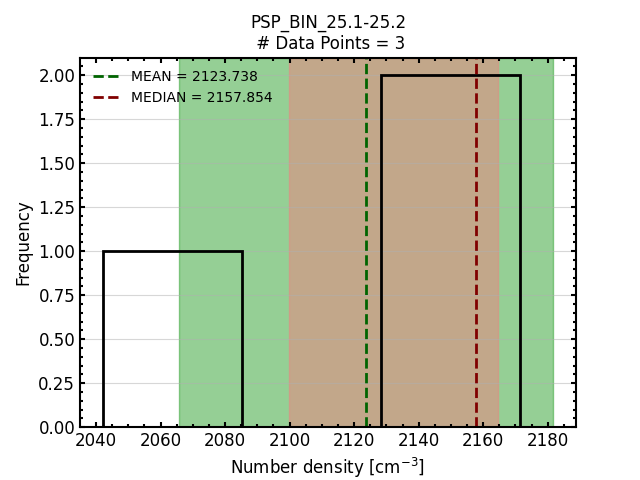 PSP_BIN_25.1-25.2
# Data Points = 3
MEAN = 2123.738
MEDIAN = 2157.854
2.00
1.75
1.50
1.25
1.00
0.75
0.50
0.25
0.00
Frequency
2040 2060 2080 2100 2120 2140 2160 2180
Number density [cm⁻³]